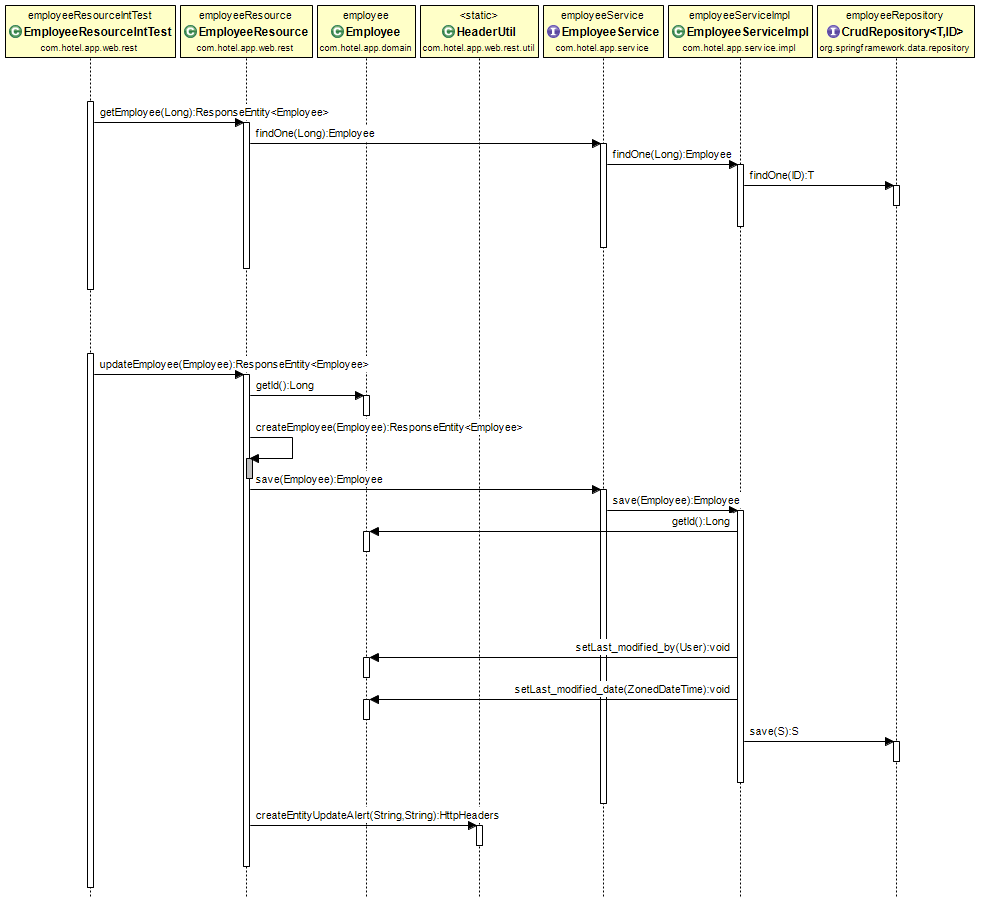 employeeResourceIntTest
EmployeeResourceIntTest
com.hotel.app.web.rest
employeeResource
EmployeeResource
com.hotel.app.web.rest
employee
Employee
com.hotel.app.domain
<static>
HeaderUtil
com.hotel.app.web.rest.util
employeeService
EmployeeService
com.hotel.app.service
employeeServiceImpl
EmployeeServiceImpl
com.hotel.app.service.impl
employeeRepository
CrudRepository<T,ID>
org.springframework.data.repository
getEmployee(Long):ResponseEntity<Employee>
findOne(Long):Employee
findOne(Long):Employee
findOne(ID):T
updateEmployee(Employee):ResponseEntity<Employee>
getId():Long
createEmployee(Employee):ResponseEntity<Employee>
save(Employee):Employee
save(Employee):Employee
getId():Long
setLast_modified_by(User):void
setLast_modified_date(ZonedDateTime):void
save(S):S
createEntityUpdateAlert(String,String):HttpHeaders